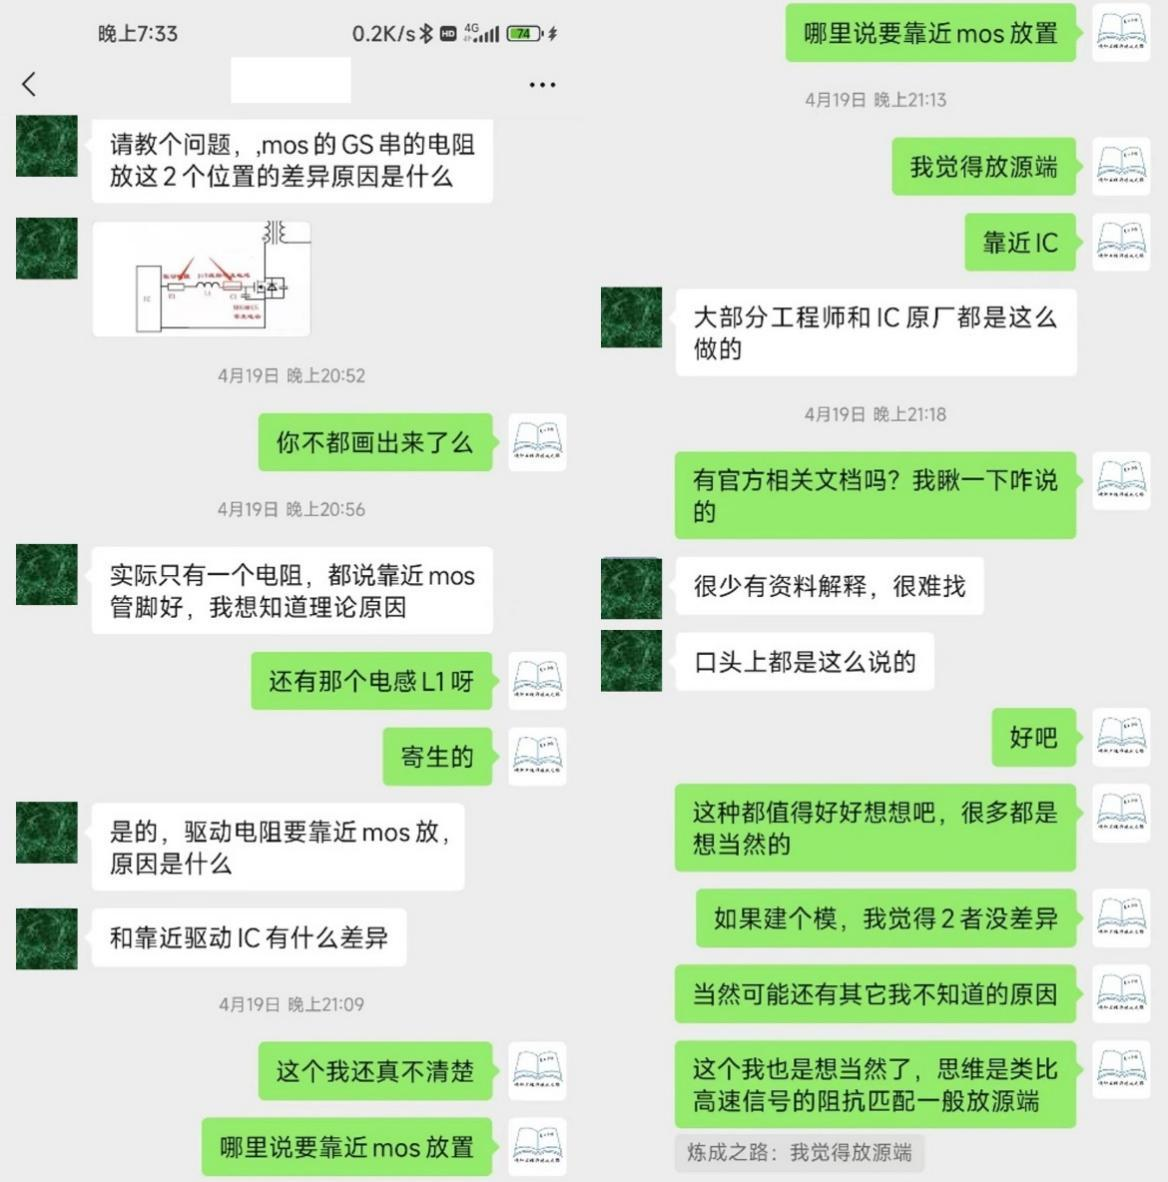 晚上7:33
0.2K/s
HD
4G
74
请教个问题，,mos的GS串的电阻
放这2个位置的差异原因是什么
IC
R1
L1
C1
4月19日 晚上20:52
你不都画出来了么
4月19日 晚上20:56
实际只有一个电阻，都说靠近mos
管脚好，我想知道理论原因
还有那个电感L1呀
寄生的
是的，驱动电阻要靠近mos放，
原因是什么
和靠近驱动IC有什么差异
4月19日 晚上21:09
这个我还真不清楚
哪里说要靠近mos放置
哪里说要靠近mos放置
4月19日 晚上21:13
我觉得放源端
靠近IC
大部分工程师和IC原厂都是这么
做的
4月19日 晚上21:18
有官方相关文档吗？我瞅一下咋说
的
很少有资料解释，很难找
口头上都是这么说的
好吧
这种都值得好好想想吧，很多都是
想当然的
如果建个模，我觉得2者没差异
当然可能还有其它我不知道的原因
这个我也是想当然了，思维是类比
高速信号的阻抗匹配一般放源端
炼成之路：我觉得放源端